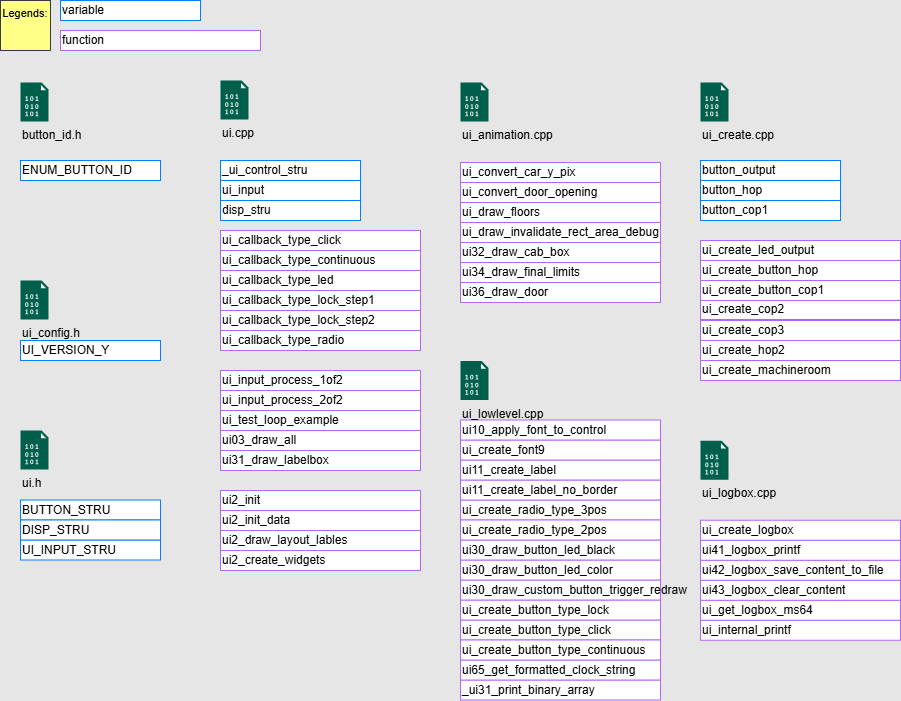 Legends:
variable
function
101
010
101
button_id.h
ENUM_BUTTON_ID
101
010
101
ui_config.h
UI_VERSION_Y
101
010
101
ui.h
BUTTON_STRU
DISP_STRU
UI_INPUT_STRU
101
010
101
ui.cpp
_ui_control_stru
ui_input
disp_stru
ui_callback_type_click
ui_callback_type_continuous
ui_callback_type_led
ui_callback_type_lock_step1
ui_callback_type_lock_step2
ui_callback_type_radio
ui_input_process_1of2
ui_input_process_2of2
ui_test_loop_example
ui03_draw_all
ui31_draw_labelbox
ui2_init
ui2_init_data
ui2_draw_layout_lables
ui2_create_widgets
101
010
101
ui_animation.cpp
ui_convert_car_y_pix
ui_convert_door_opening
ui_draw_floors
ui_draw_invalidate_rect_area_debug
ui32_draw_cab_box
ui34_draw_final_limits
ui36_draw_door
101
010
101
ui_lowlevel.cpp
ui10_apply_font_to_control
ui_create_font9
ui11_create_label
ui11_create_label_no_border
ui_create_radio_type_3pos
ui_create_radio_type_2pos
ui30_draw_button_led_black
ui30_draw_button_led_color
ui30_draw_custom_button_trigger_redraw
ui_create_button_type_lock
ui_create_button_type_click
ui_create_button_type_continuous
ui65_get_formatted_clock_string
_ui31_print_binary_array
101
010
101
ui_create.cpp
button_output
button_hop
button_cop1
ui_create_led_output
ui_create_button_hop
ui_create_button_cop1
ui_create_cop2
ui_create_cop3
ui_create_hop2
ui_create_machineroom
101
010
101
ui_logbox.cpp
ui_create_logbox
ui41_logbox_printf
ui42_logbox_save_content_to_file
ui43_logbox_clear_content
ui_get_logbox_ms64
ui_internal_printf